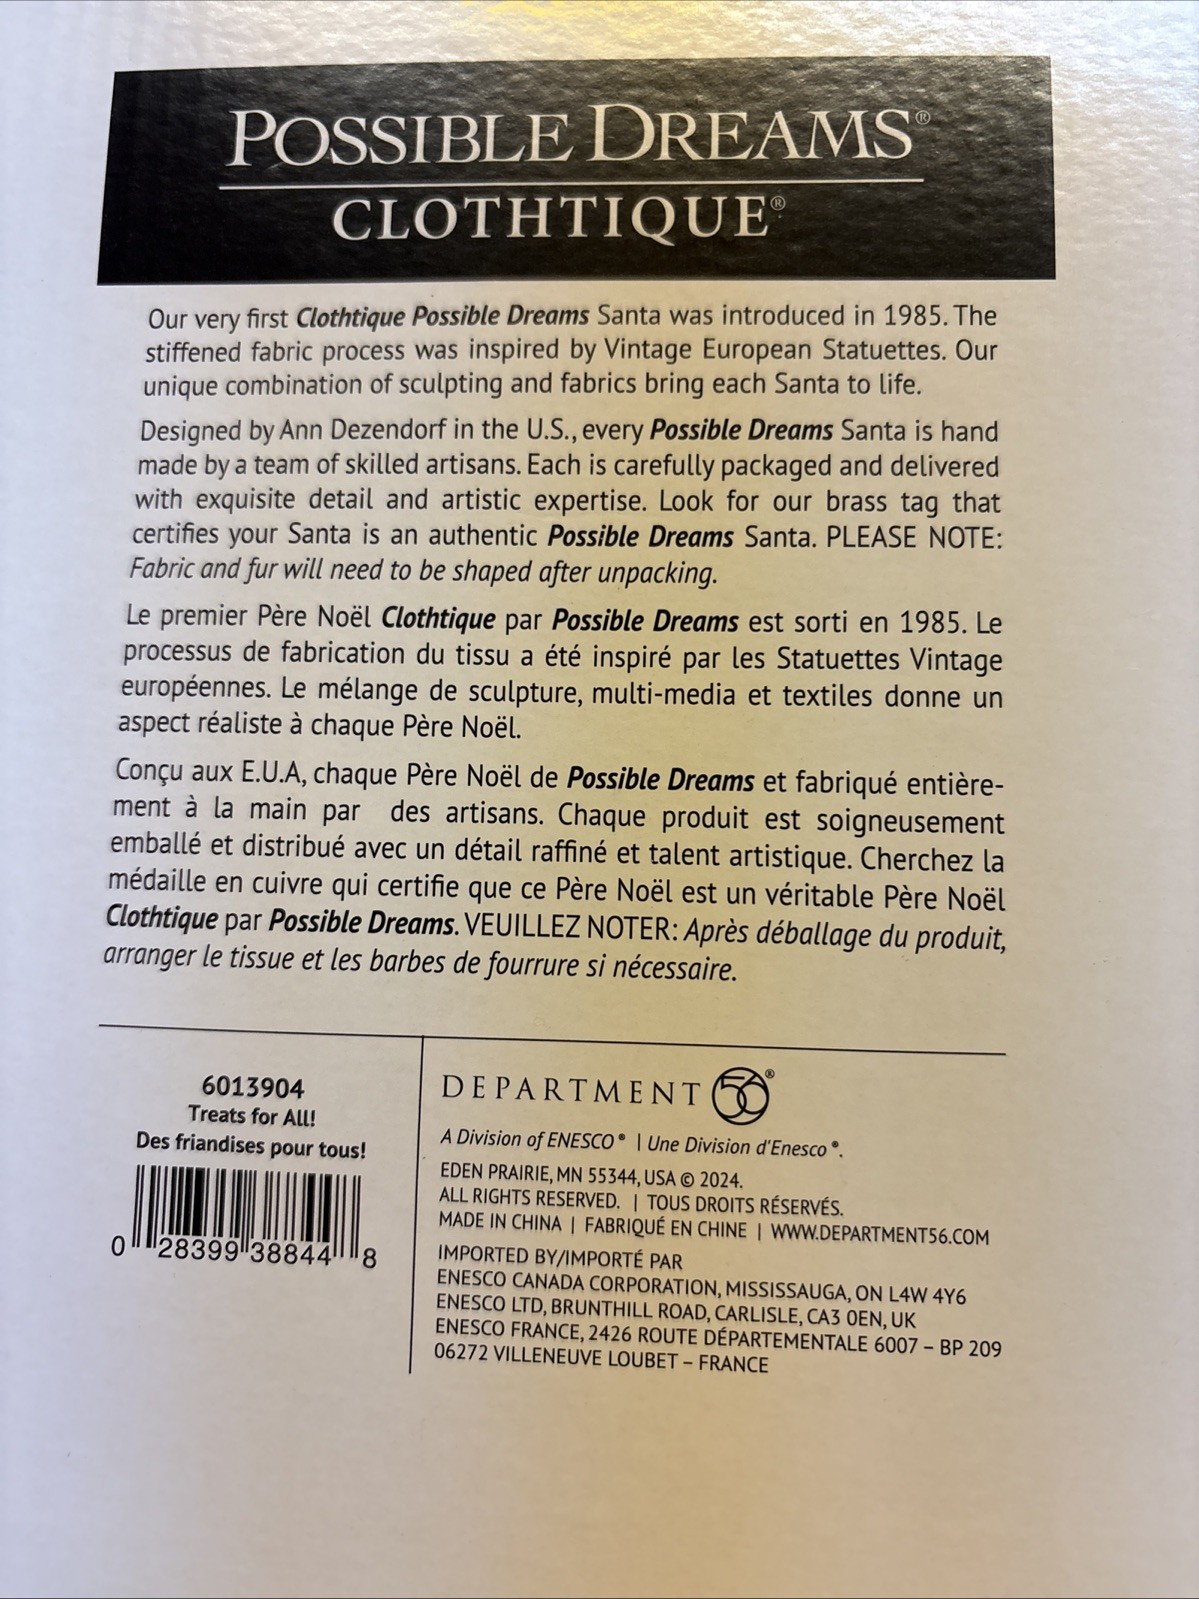 POSSIBLE DREAMS®
CLOTHTIQUE®
Our very first Clothtique Possible Dreams Santa was introduced in 1985. The
stiffened fabric process was inspired by Vintage European Statuettes. Our
unique combination of sculpting and fabrics bring each Santa to life.
Designed by Ann Dezendorf in the U.S., every Possible Dreams Santa is hand
made by a team of skilled artisans. Each is carefully packaged and delivered
with exquisite detail and artistic expertise. Look for our brass tag that
certifies your Santa is an authentic Possible Dreams Santa. PLEASE NOTE:
Fabric and fur will need to be shaped after unpacking.
Le premier Père Noël Clothtique par Possible Dreams est sorti en 1985. Le
processus de fabrication du tissu a été inspiré par les Statuettes Vintage
européennes. Le mélange de sculpture, multi-media et textiles donne un
aspect réaliste à chaque Père Noël.
Conçu aux E.U.A, chaque Père Noël de Possible Dreams et fabriqué entière-
ment à la main par des artisans. Chaque produit est soigneusement
emballé et distribué avec un détail raffiné et talent artistique. Cherchez la
médaille en cuivre qui certifie que ce Père Noël est un véritable Père Noël
Clothtique par Possible Dreams. VEUILLEZ NOTER: Après déballage du produit,
arranger le tissue et les barbes de fourrure si nécessaire.
6013904
Treats for All!
Des friandises pour tous!
0 28399 38844 8
DEPARTMENT 56®
A Division of ENESCO® | Une Division d'Enesco®.
EDEN PRAIRIE, MN 55344, USA © 2024.
ALL RIGHTS RESERVED. | TOUS DROITS RÉSERVÉS.
MADE IN CHINA | FABRIQUÉ EN CHINE | WWW.DEPARTMENT56.COM
IMPORTED BY/IMPORTÉ PAR
ENESCO CANADA CORPORATION, MISSISSAUGA, ON L4W 4Y6
ENESCO LTD, BRUNTHILL ROAD, CARLISLE, CA3 0EN, UK
ENESCO FRANCE, 2426 ROUTE DÉPARTEMENTALE 6007 – BP 209
06272 VILLENEUVE LOUBET – FRANCE